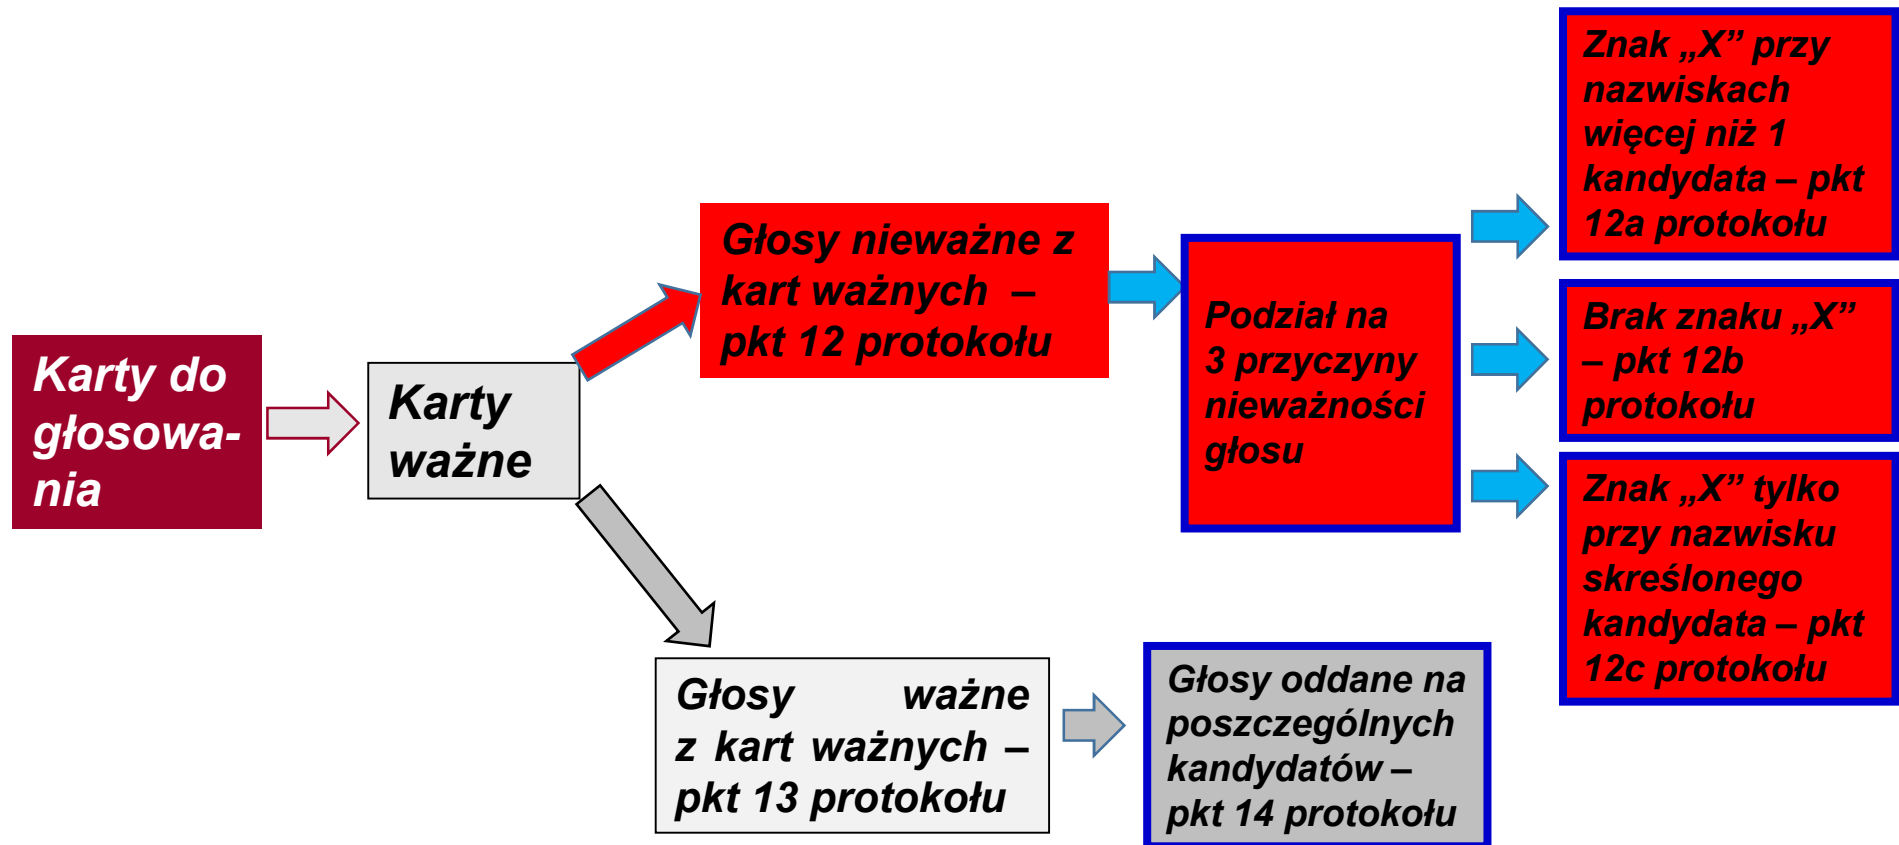 Karty do
głosowa-
nia
Karty
ważne
Głosy nieważne z
kart ważnych –
pkt 12 protokołu
Podział na
3 przyczyny
nieważności
głosu
Znak „X” przy
nazwiskach
więcej niż 1
kandydata – pkt
12a protokołu
Brak znaku „X”
– pkt 12b
protokołu
Znak „X” tylko
przy nazwisku
skreślonego
kandydata – pkt
12c protokołu
Głosy ważne
z kart ważnych –
pkt 13 protokołu
Głosy oddane na
poszczególnych
kandydatów –
pkt 14 protokołu